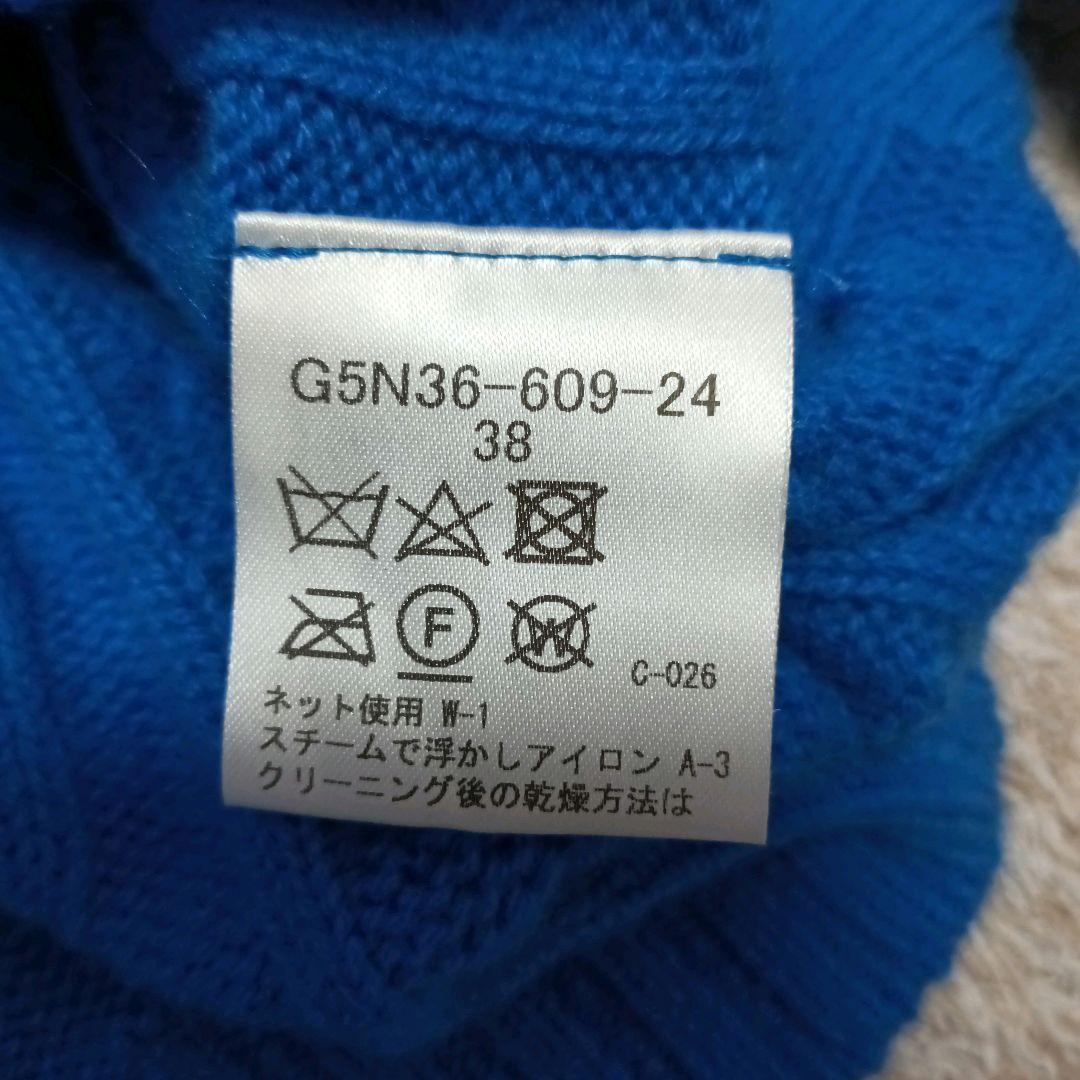 G5N36-609-24
38
F W
C-026
ネット使用 W-1
スチームで浮かしアイロン A-3
クリーニング後の乾燥方法は